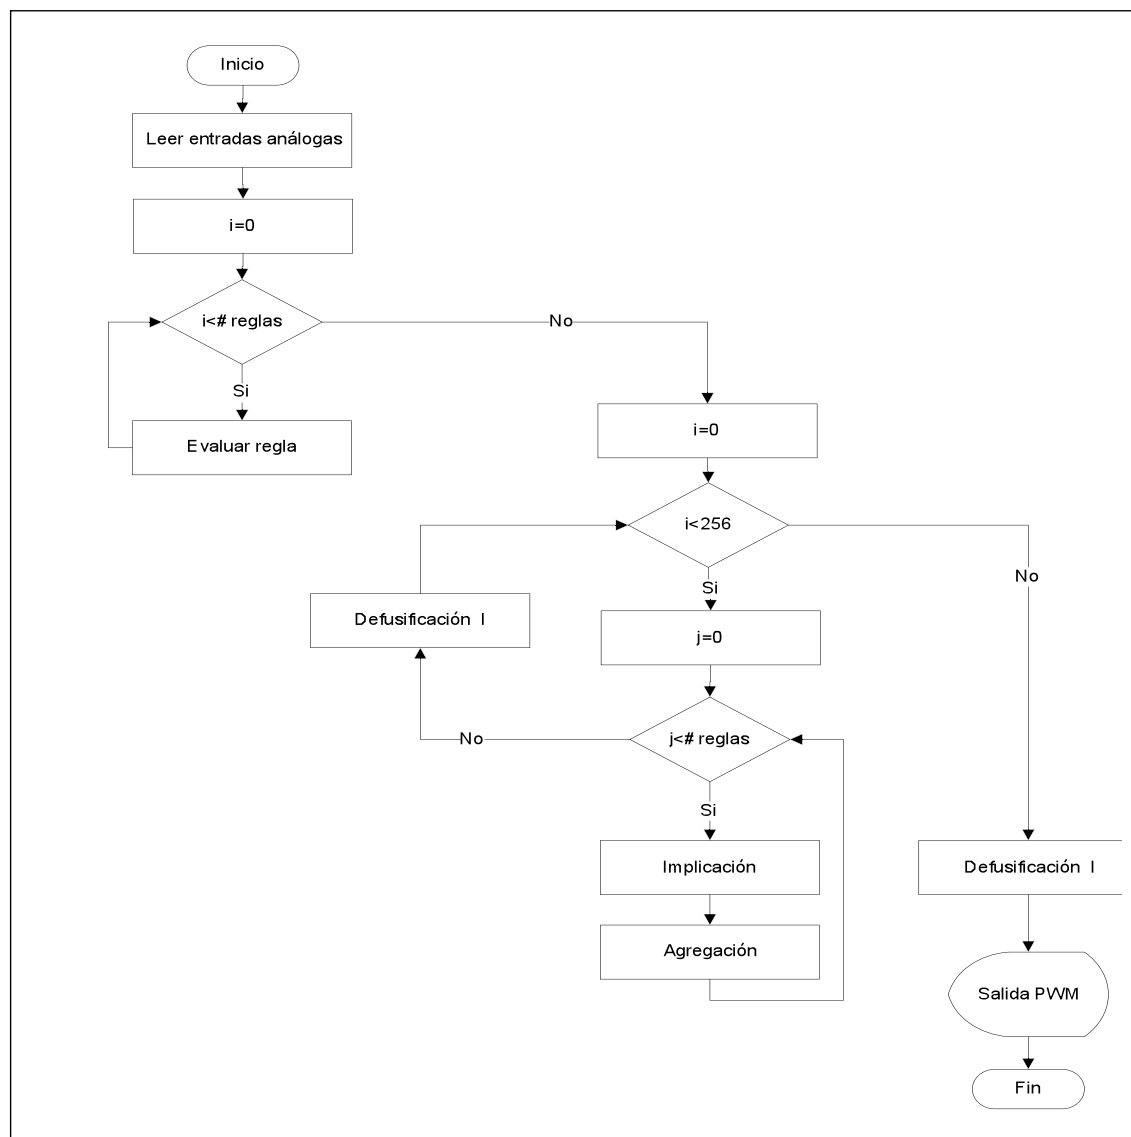 Inicio
Leer entradas análogas
i=0
i<# reglas
No
Si
Evaluar regla
i=0
i<256
No
Si
Defusificación I
j=0
j<# reglas
No
Si
Implicación
Defusificación I
Agregación
Salida PWM
Fin